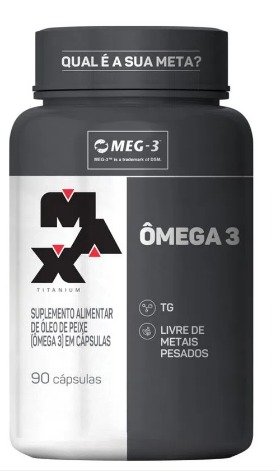 QUAL É A SUA META?
MEG-3®
MEG-3™ is a trademark of DSM.
MAX
TITANIUM
ÔMEGA 3
SUPLEMENTO ALIMENTAR
DE ÓLEO DE PEIXE
(ÔMEGA 3) EM CÁPSULAS
90 cápsulas
TG
LIVRE DE
METAIS
PESADOS